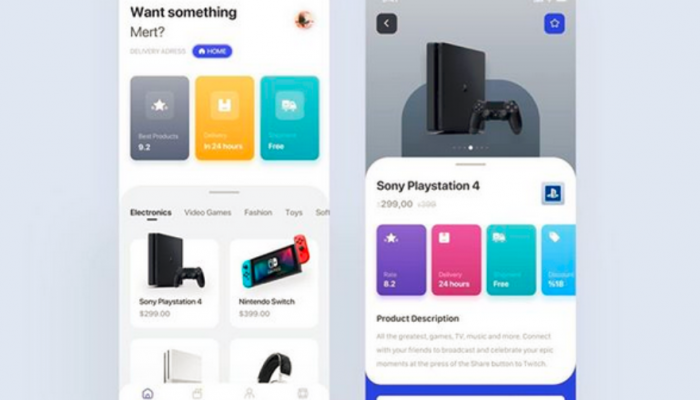 Want something
Mert?
DELIVERY ADRESS
HOME
Best Products
9.2
Delivery
in 24 hours
Shipment
Free
Electronics
Video Games
Fashion
Toys
Soft
Sony Playstation 4
$299.00
Nintendo Switch
$399.00
Sony Playstation 4
299,00
Rate
8.2
Delivery
24 hours
Shipment
Free
Discount
%18
Product Description
All the greatest, games, TV, music and more. Connect
with your friends to broadcast and celebrate your epic
moments at the press of the Share button to Twitch.